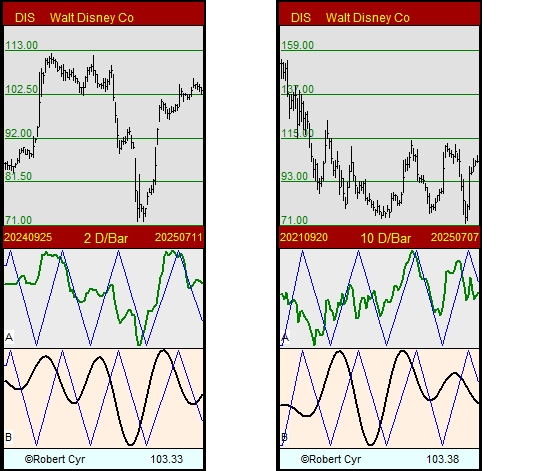 DIS Walt Disney Co
113.00
102.50
92.00
81.50
71.00
20240925 2 D/Bar 20250711
A
B
©Robert Cyr 103.33
DIS Walt Disney Co
159.00
137.00
115.00
93.00
71.00
20210920 10 D/Bar 20250707
A
B
©Robert Cyr 103.38